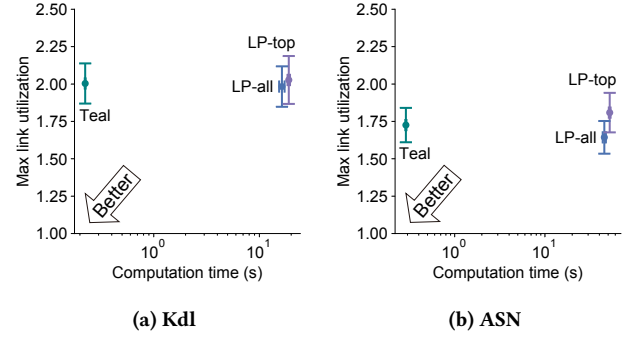 2.50
2.25
2.00
1.75
1.50
1.25
1.00
Max link utilization
LP-top
LP-all
Teal
Better
10⁰
10¹
Computation time (s)
(a) Kdl
2.50
2.25
2.00
1.75
1.50
1.25
1.00
Max link utilization
LP-top
LP-all
Teal
Better
10⁰
10¹
Computation time (s)
(b) ASN